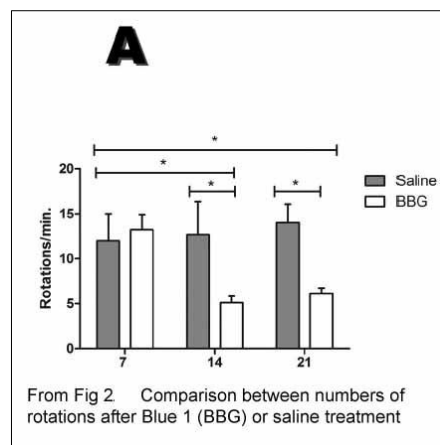 A
*
*
*
*
20
15
10
5
0
Rotations/min.
Saline
BBG
7 14 21
From Fig 2 Comparison between numbers of
rotations after Blue 1 (BBG) or saline treatment